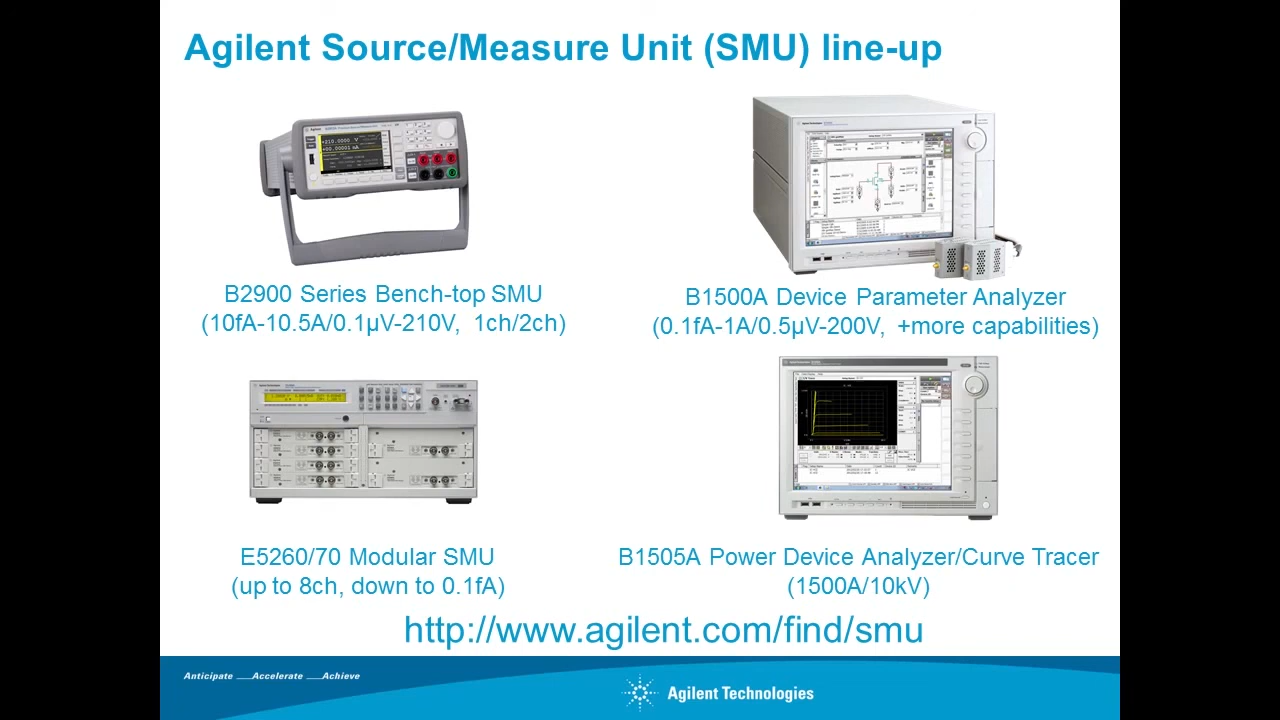 Agilent Source/Measure Unit (SMU) line-up
B2900 Series Bench-top SMU
(10fA-10.5A/0.1µV-210V, 1ch/2ch)
B1500A Device Parameter Analyzer
(0.1fA-1A/0.5µV-200V, +more capabilities)
E5260/70 Modular SMU
(up to 8ch, down to 0.1fA)
B1505A Power Device Analyzer/Curve Tracer
(1500A/10kV)
http://www.agilent.com/find/smu
Anticipate ___Accelerate ___Achieve
Agilent Technologies